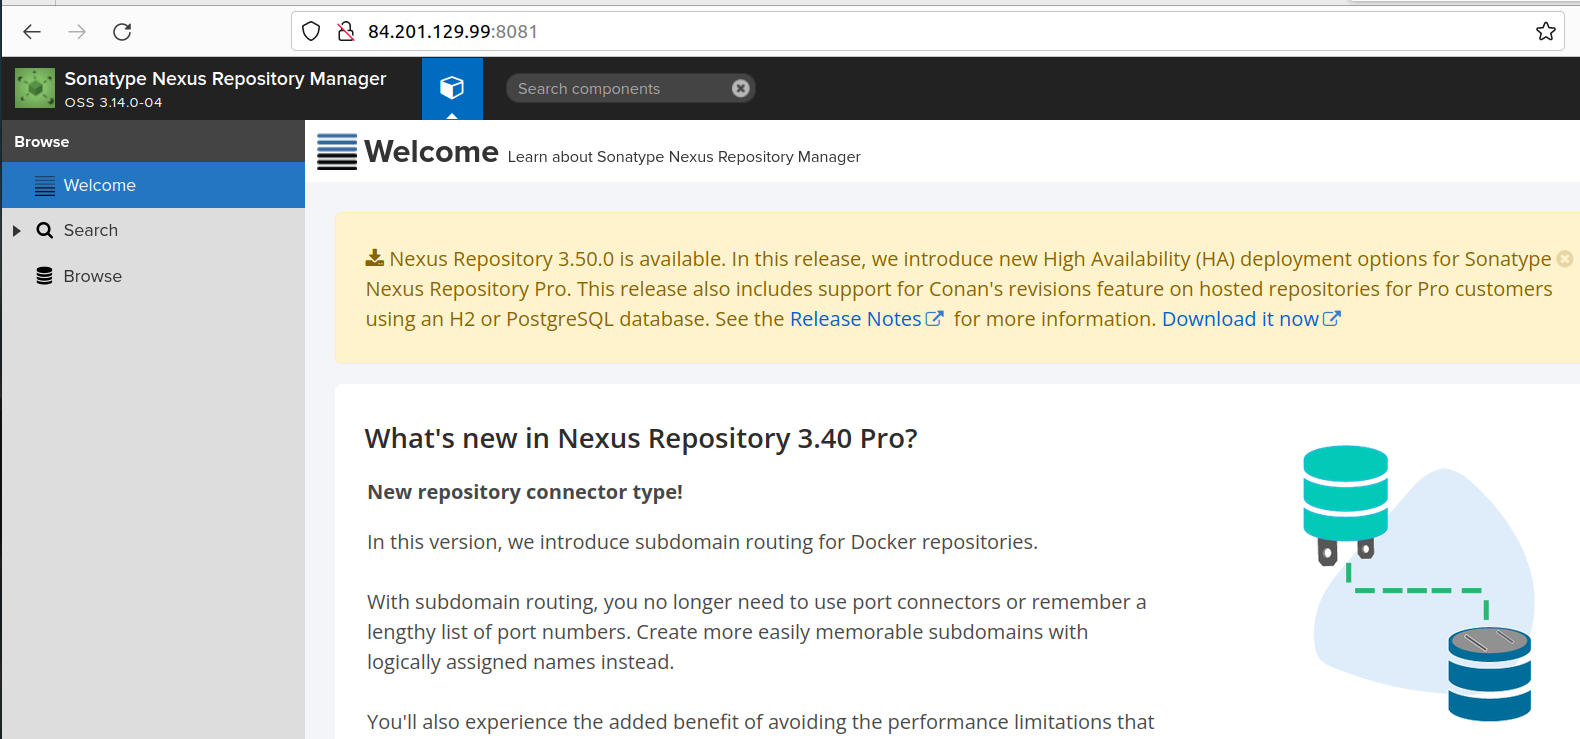 84.201.129.99:8081
Sonatype Nexus Repository Manager
OSS 3.14.0-04
Search components
Browse
Welcome
Search
Browse
Welcome Learn about Sonatype Nexus Repository Manager
Nexus Repository 3.50.0 is available. In this release, we introduce new High Availability (HA) deployment options for Sonatype
Nexus Repository Pro. This release also includes support for Conan's revisions feature on hosted repositories for Pro customers
using an H2 or PostgreSQL database. See the Release Notes for more information. Download it now
What's new in Nexus Repository 3.40 Pro?
New repository connector type!
In this version, we introduce subdomain routing for Docker repositories.
With subdomain routing, you no longer need to use port connectors or remember a
lengthy list of port numbers. Create more easily memorable subdomains with
logically assigned names instead.
You'll also experience the added benefit of avoiding the performance limitations that